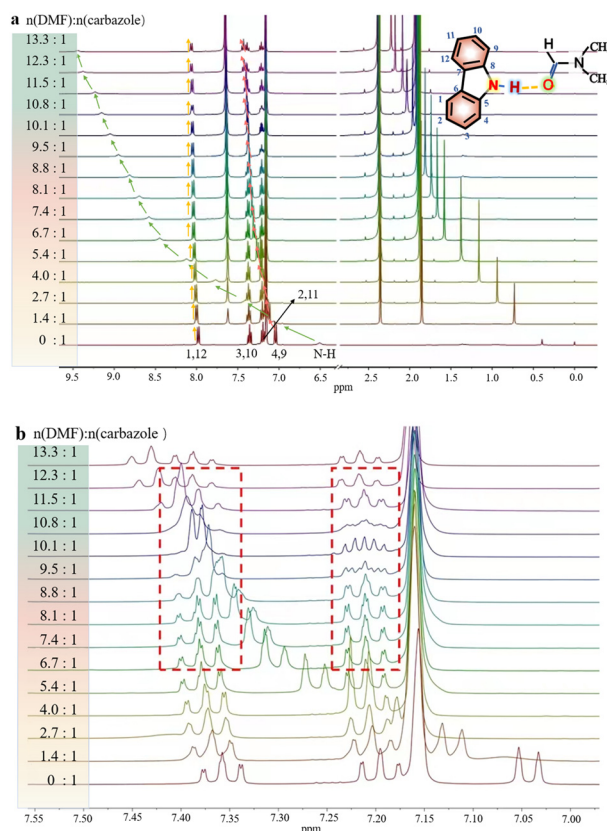 a n(DMF):n(carbazole)
13.3 : 1
12.3 : 1
11.5 : 1
10.8 : 1
10.1 : 1
9.5 : 1
8.8 : 1
8.1 : 1
7.4 : 1
6.7 : 1
5.4 : 1
4.0 : 1
2.7 : 1
1.4 : 1
0 : 1
11 10 9 12 8 7 6 5 1 2 3 4
N H O
H N CH
2,11
1,12 3,10 4,9 N-H
9.5 9.0 8.5 8.0 7.5 7.0 6.5 2.5 2.0 1.5 1.0 0.5 0.0
ppm
b n(DMF):n(carbazole )
13.3 : 1
12.3 : 1
11.5 : 1
10.8 : 1
10.1 : 1
9.5 : 1
8.8 : 1
8.1 : 1
7.4 : 1
6.7 : 1
5.4 : 1
4.0 : 1
2.7 : 1
1.4 : 1
0 : 1
7.55 7.50 7.45 7.40 7.35 7.30 7.25 7.20 7.15 7.10 7.05 7.00
ppm